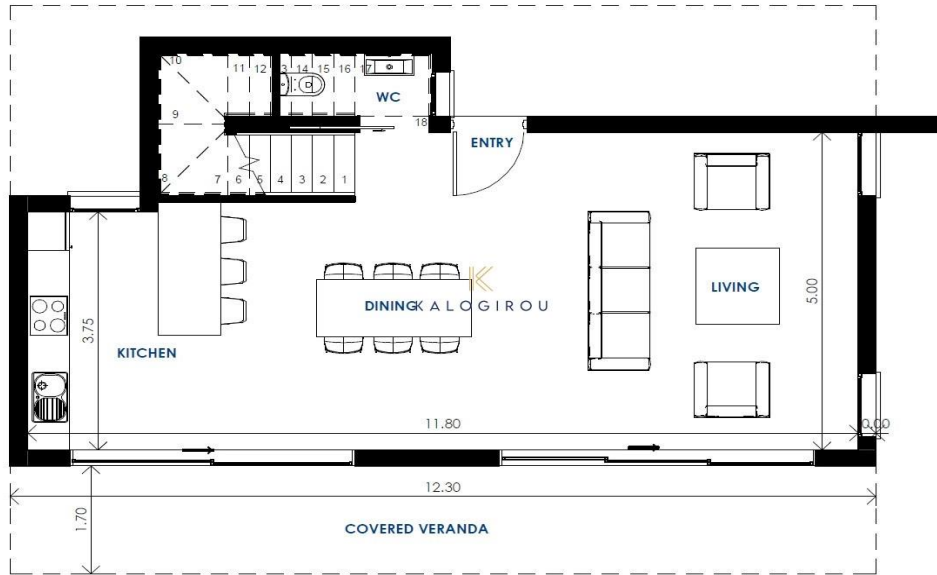 10
11 12 3 14 15 16 17
WC
9
18
ENTRY
8 7 6 5 4 3 2 1
LIVING
5.00
DINING
KALOGIROU
3.75
KITCHEN
11.80
0.00
12.30
1.70
COVERED VERANDA